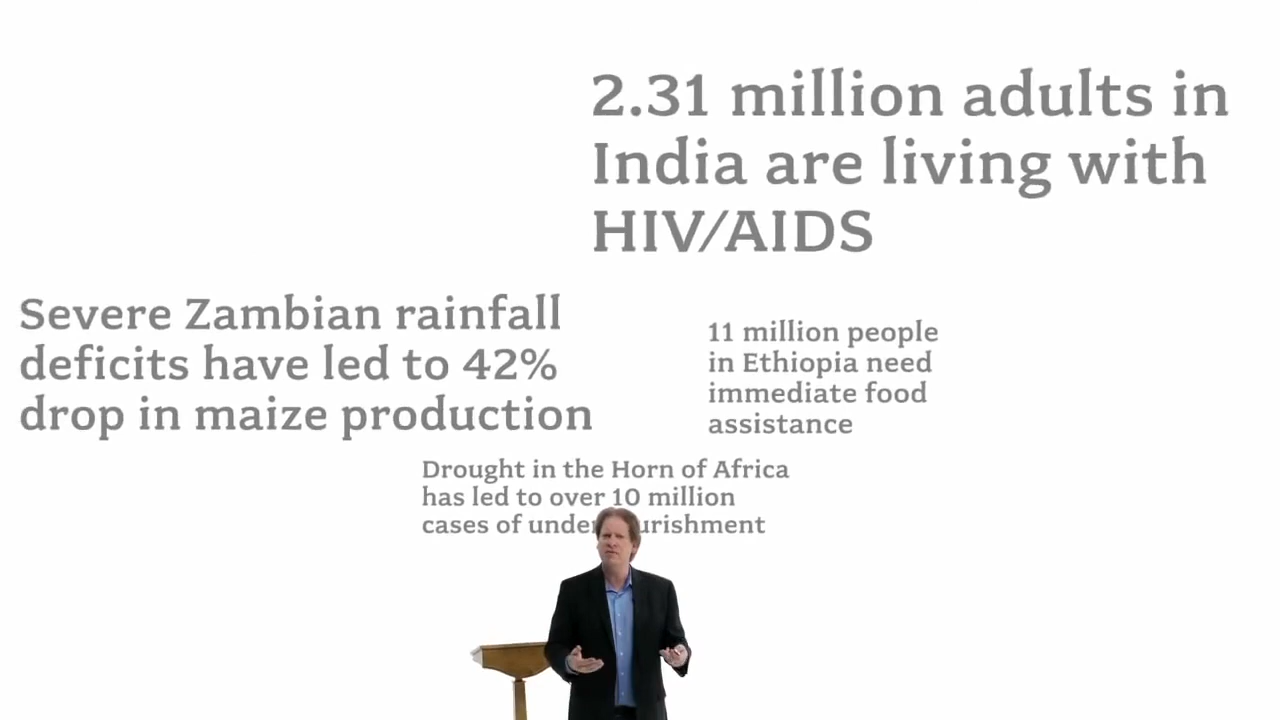 2.31 million adults in
India are living with
HIV/AIDS
Severe Zambian rainfall
deficits have led to 42%
drop in maize production
11 million people
in Ethiopia need
immediate food
assistance
Drought in the Horn of Africa
has led to over 10 million
cases of